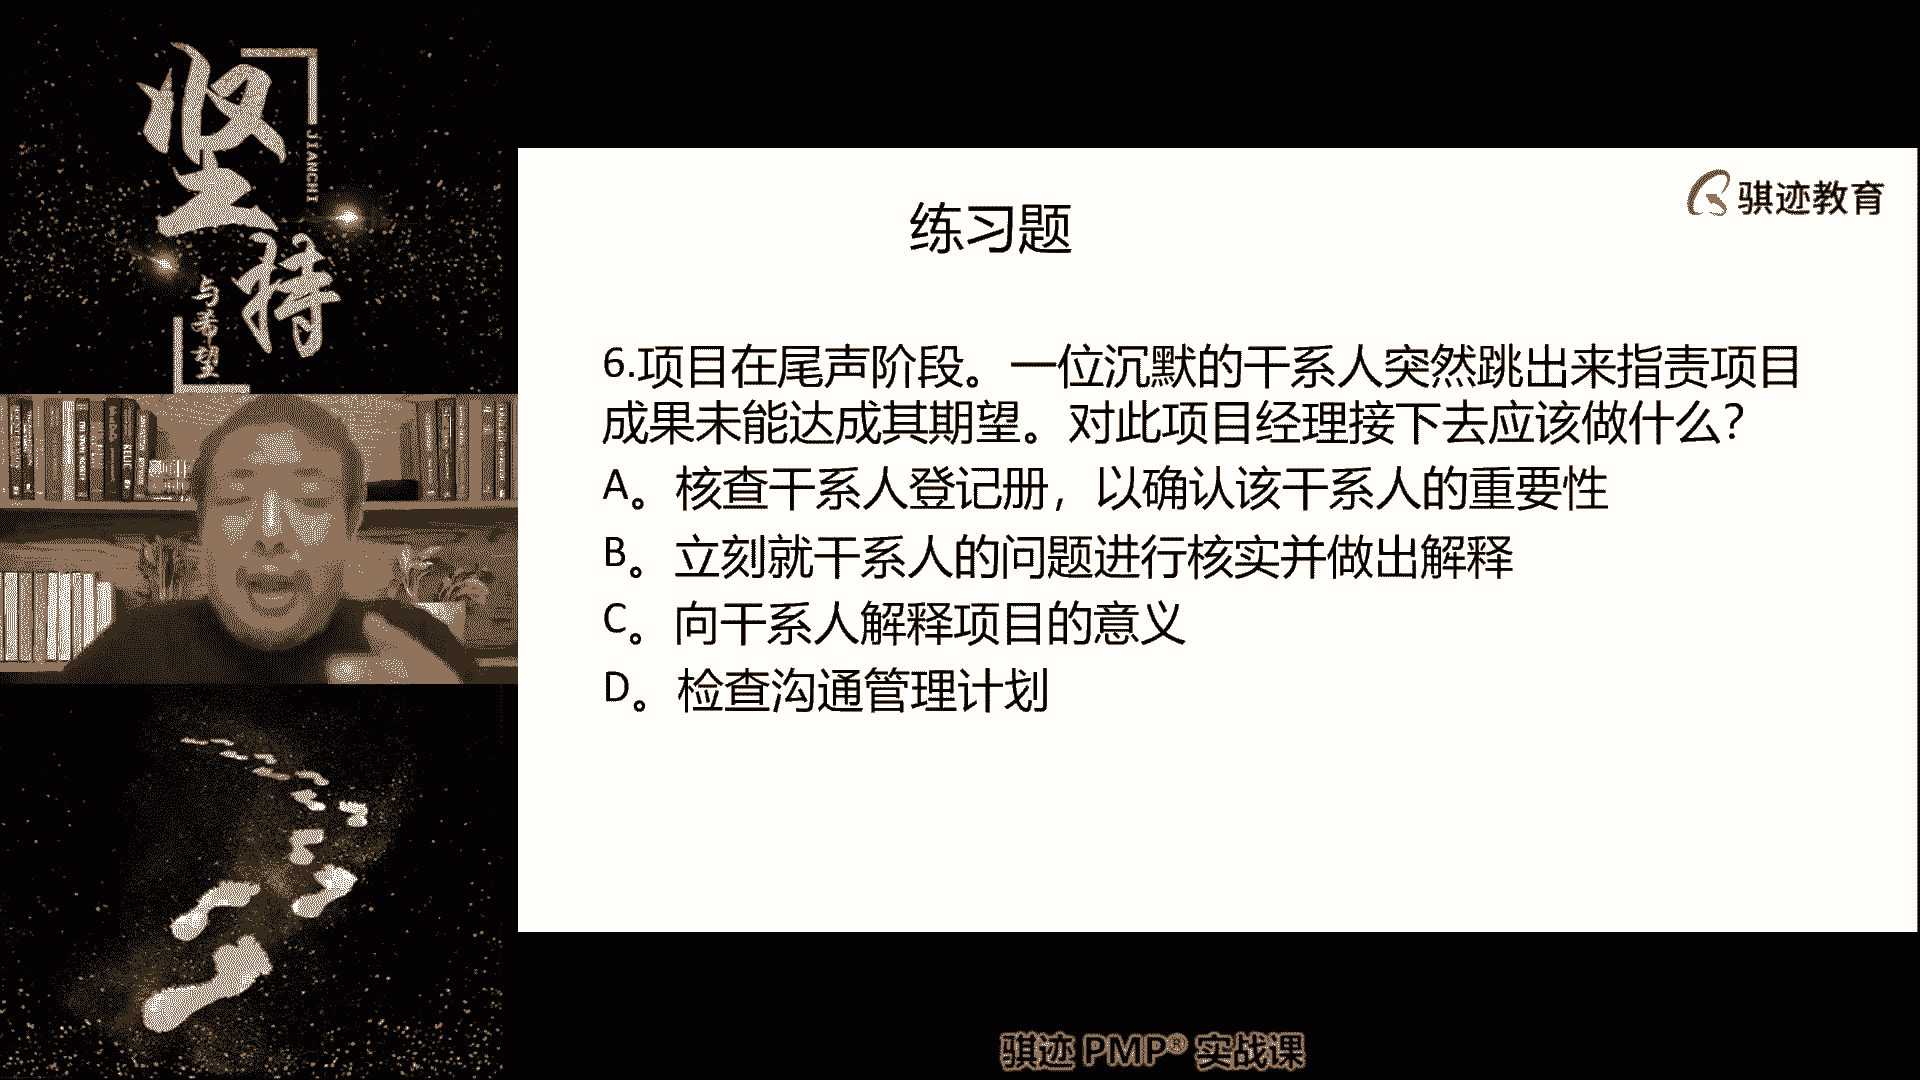 坚持
JIANCHI
与希望
骐迹教育
练习题
6.项目在尾声阶段。一位沉默的干系人突然跳出来指责项目
成果未能达成其期望。对此项目经理接下去应该做什么？
A。核查干系人登记册，以确认该干系人的重要性
B。立刻就干系人的问题进行核实并做出解释
C。向干系人解释项目的意义
D。检查沟通管理计划
骐迹 PMP® 实战课